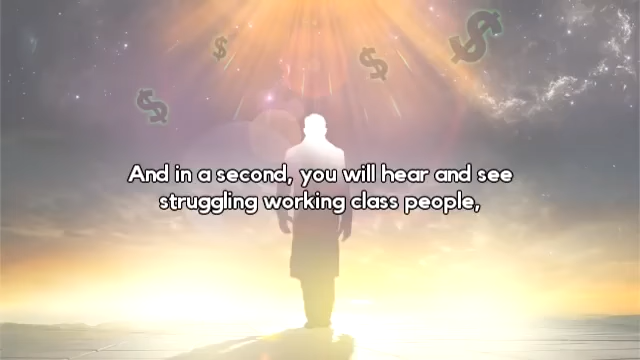 $
$
$
$
And in a second, you will hear and see
struggling working class people,